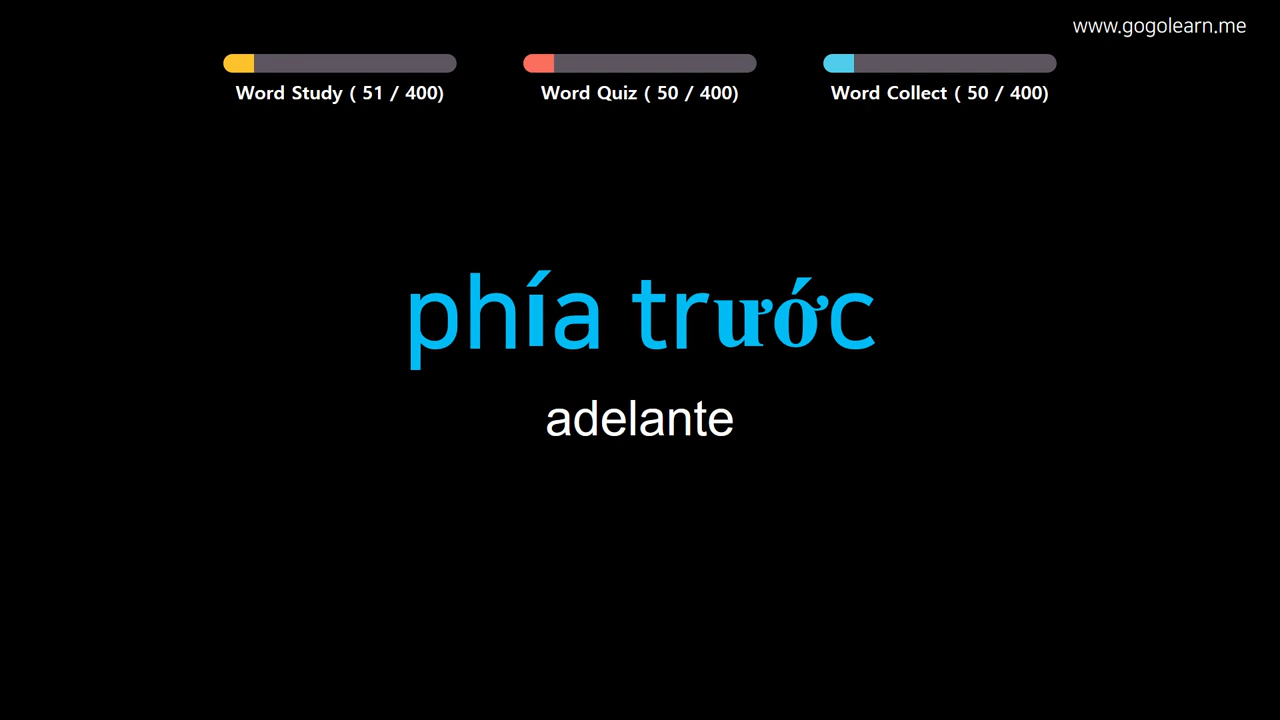 www.gogolearn.me
Word Study ( 51 / 400)
Word Quiz ( 50 / 400)
Word Collect ( 50 / 400)
phía trước
adelante